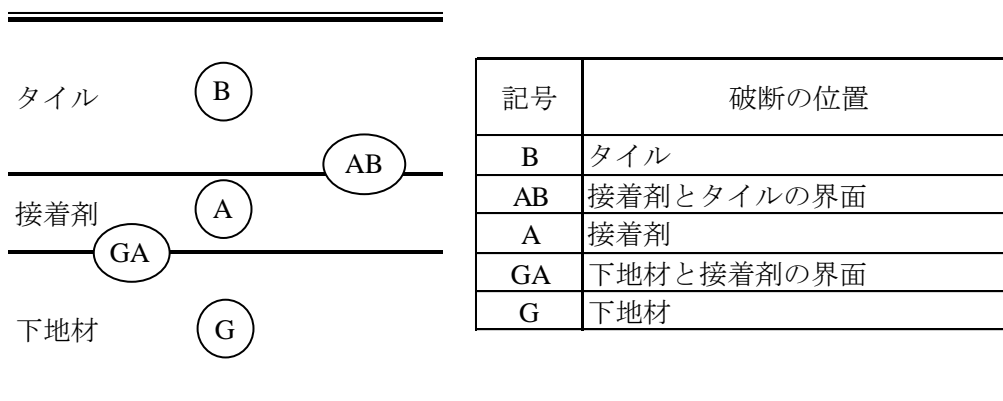 タイル
B
AB
接着剤
A
GA
下地材
G
記号 破断の位置
B タイル
AB 接着剤とタイルの界面
A 接着剤
GA 下地材と接着剤の界面
G 下地材